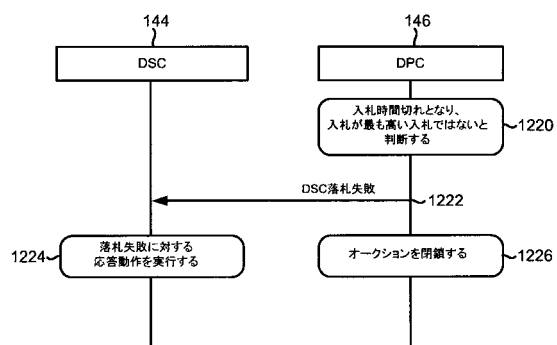 144
146
DSC
DPC
入札時間切れとなり、
入札が最も高い入札ではないと
判断する
1220
DSC落札失敗
1222
1224
落札失敗に対する
応答動作を実行する
オークションを閉鎖する
1226